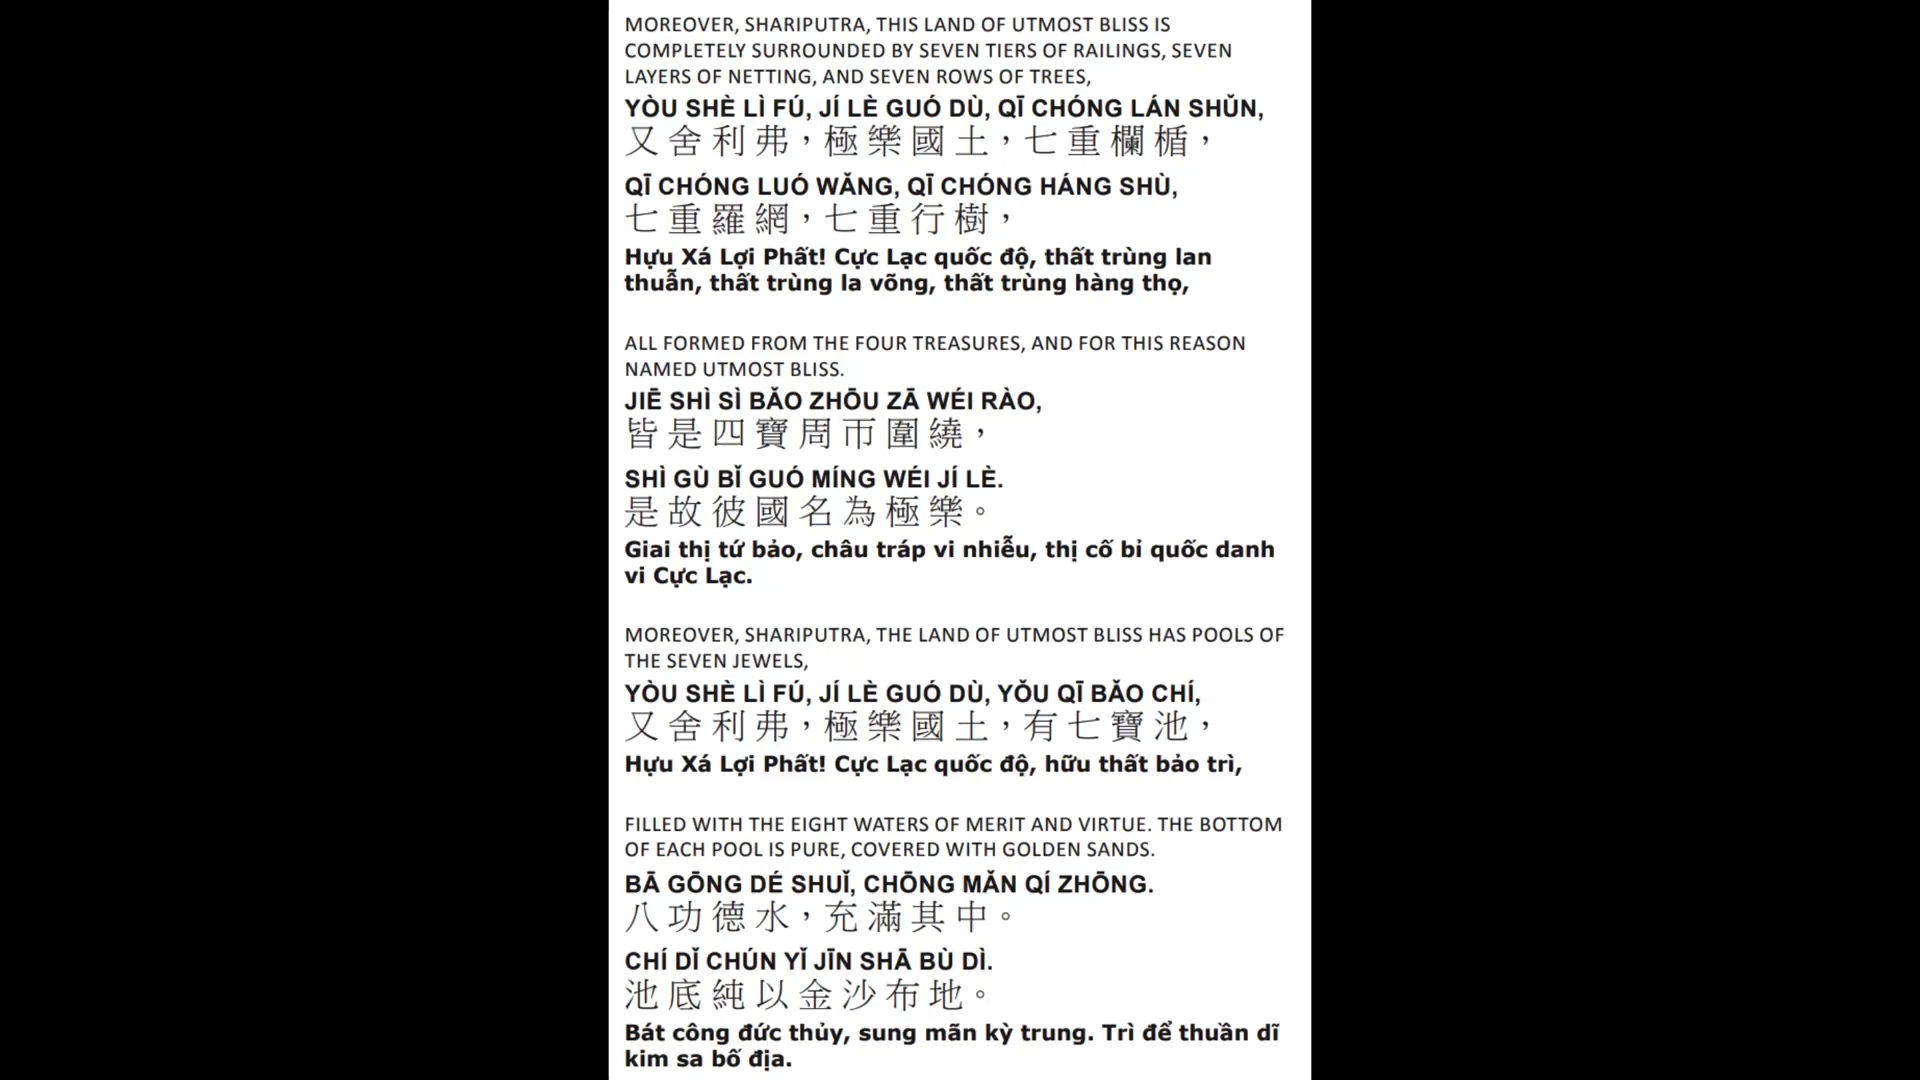 MOREOVER, SHARIPUTRA, THIS LAND OF UTMOST BLISS IS
COMPLETELY SURROUNDED BY SEVEN TIERS OF RAILINGS, SEVEN
LAYERS OF NETTING, AND SEVEN ROWS OF TREES,
YÒU SHÈ LÌ FÚ, JÍ LÈ GUÓ DÙ, QĪ CHÓNG LÁN SHŬN,
又舍利弗，極樂國土，七重欄楯，
QĪ CHÓNG LUÓ WĂNG, QĪ CHÓNG HÁNG SHÙ,
七重羅網，七重行樹，
Hựu Xá Lợi Phất! Cực Lạc quốc độ, thất trùng lan
thuẫn, thất trùng la võng, thất trùng hàng thọ,
ALL FORMED FROM THE FOUR TREASURES, AND FOR THIS REASON
NAMED UTMOST BLISS.
JIĒ SHÌ SÌ BĂO ZHŌU ZĀ WÉI RÀO,
皆是四寶周帀圍繞，
SHÌ GÙ BĬ GUÓ MÍNG WÉI JÍ LÈ.
是故彼國名為極樂。
Giai thị tứ bảo, châu tráp vi nhiễu, thị cố bỉ quốc danh
vi Cực Lạc.
MOREOVER, SHARIPUTRA, THE LAND OF UTMOST BLISS HAS POOLS OF
THE SEVEN JEWELS,
YÒU SHÈ LÌ FÚ, JÍ LÈ GUÓ DÙ, YŎU QĪ BĂO CHÍ,
又舍利弗，極樂國土，有七寶池，
Hựu Xá Lợi Phất! Cực Lạc quốc độ, hữu thất bảo trì,
FILLED WITH THE EIGHT WATERS OF MERIT AND VIRTUE. THE BOTTOM
OF EACH POOL IS PURE, COVERED WITH GOLDEN SANDS.
BĀ GŌNG DÉ SHUĬ, CHŌNG MĂN QÍ ZHŌNG.
八功德水，充滿其中。
CHÍ DĬ CHÚN YĬ JĪN SHĀ BÙ DÌ.
池底純以金沙布地。
Bát công đức thủy, sung mãn kỳ trung. Trì để thuần dĩ
kim sa bố địa.